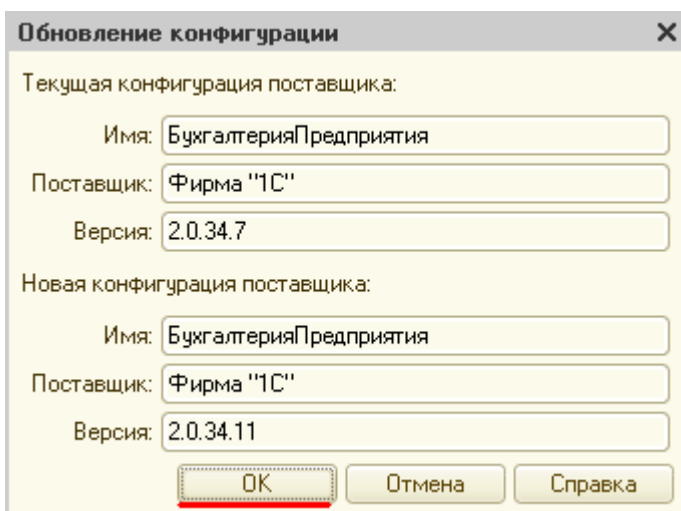 Обновление конфигурации
Текущая конфигурация поставщика:
Имя: БухгалтерияПредприятия
Поставщик: Фирма "1С"
Версия: 2.0.34.7
Новая конфигурация поставщика:
Имя: БухгалтерияПредприятия
Поставщик: Фирма "1С"
Версия: 2.0.34.11
ОК Отмена Справка